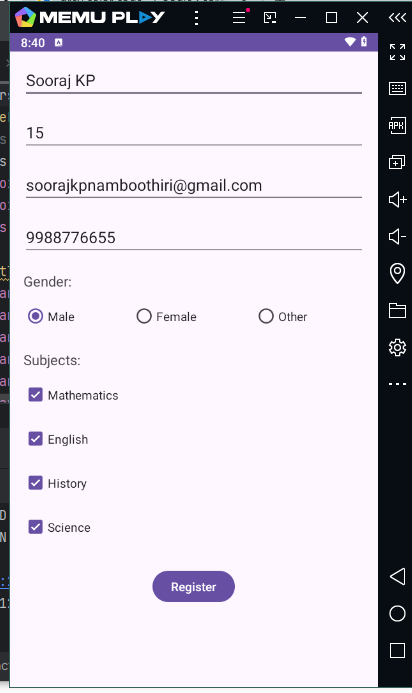 MEMU PLAY
8:40 A
Sooraj KP
15
soorajkpnamboothiri@gmail.com
9988776655
Gender:
Male Female Other
Subjects:
Mathematics
English
History
Science
Register
APK